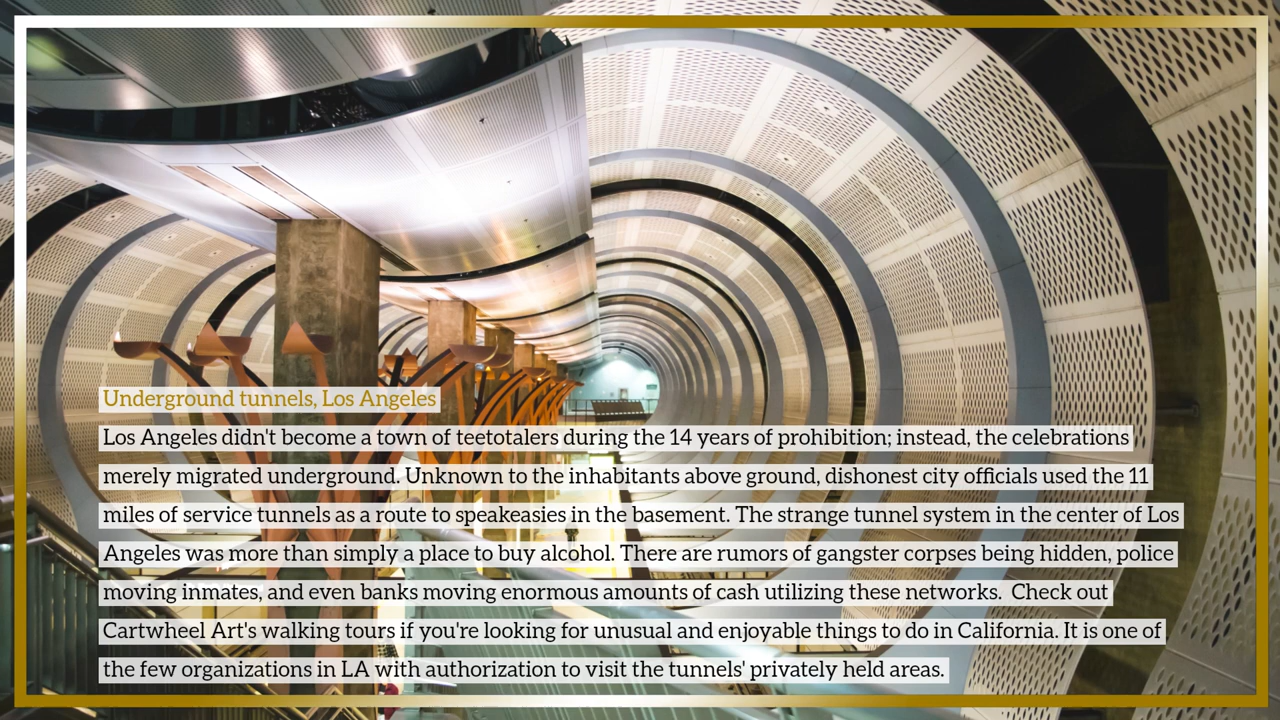 Underground tunnels, Los Angeles
Los Angeles didn't become a town of teetotalers during the 14 years of prohibition; instead, the celebrations
merely migrated underground. Unknown to the inhabitants above ground, dishonest city officials used the 11
miles of service tunnels as a route to speakeasies in the basement. The strange tunnel system in the center of Los
Angeles was more than simply a place to buy alcohol. There are rumors of gangster corpses being hidden, police
moving inmates, and even banks moving enormous amounts of cash utilizing these networks.  Check out
Cartwheel Art's walking tours if you're looking for unusual and enjoyable things to do in California. It is one of
the few organizations in LA with authorization to visit the tunnels' privately held areas.